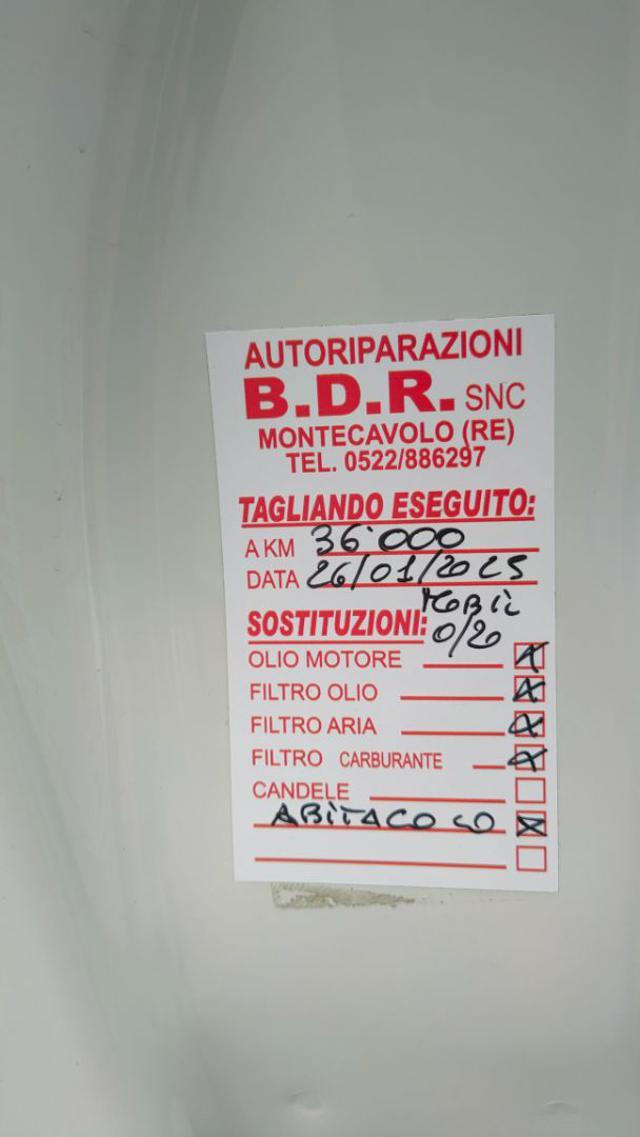 AUTORIPARAZIONI
B.D.R. SNC
MONTECAVOLO (RE)
TEL. 0522/886297
TAGLIANDO ESEGUITO:
A KM 36.000
DATA 26/01/2025
MOBIL
SOSTITUZIONI: 0/20
OLIO MOTORE X
FILTRO OLIO X
FILTRO ARIA X
FILTRO CARBURANTE X
CANDELE
ABITACOLO X